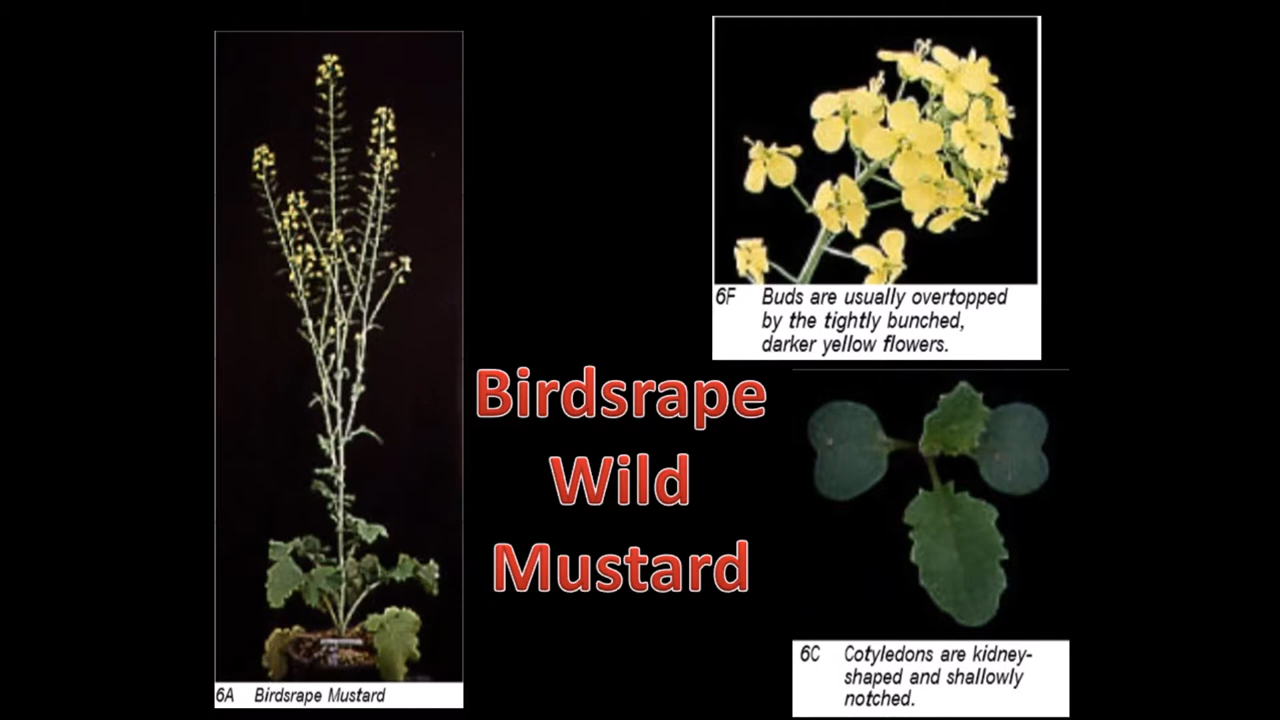 6A Birdsrape Mustard
Birdsrape
Wild
Mustard
6F Buds are usually overtopped
by the tightly bunched,
darker yellow flowers.
6C Cotyledons are kidney-
shaped and shallowly
notched.